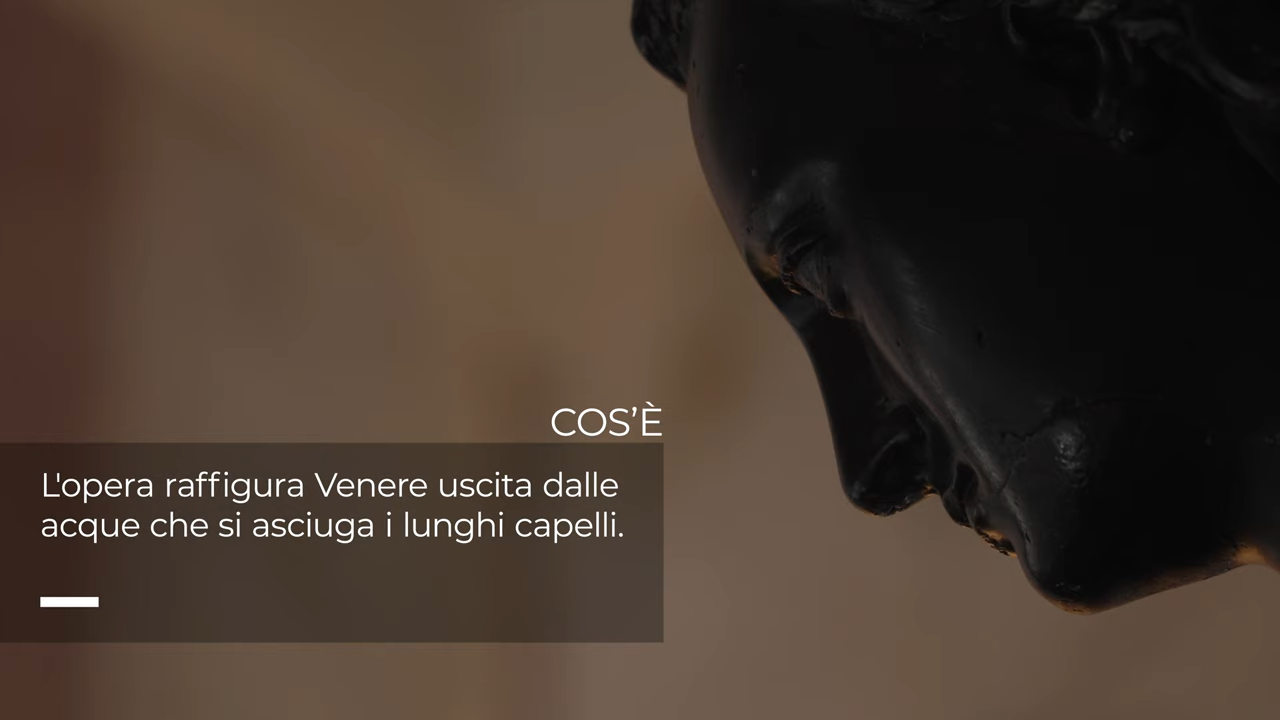 COS’È
L'opera raffigura Venere uscita dalle
acque che si asciuga i lunghi capelli.